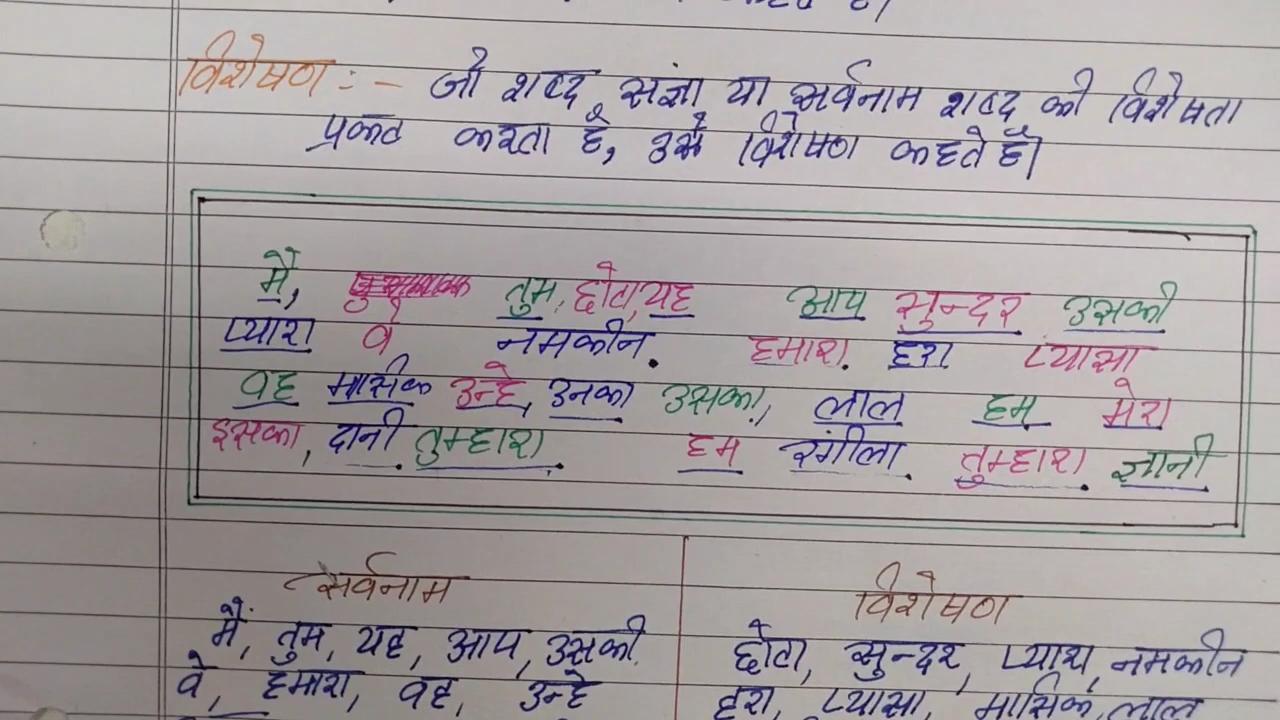 विशेषण :- जो शब्द संज्ञा या सर्वनाम शब्द की विशेषता
प्रकट करता है, उसे विशेषण कहते हैं।
मैं, तुम, छोटा, यह आप सुन्दर उसकी
प्यारा वे नमकीन. हमारा. हरा प्यासा
वह मासिक उन्हे, उनका उसका, लाल हम मेरा
इसका, दानी तुम्हारा. हम रंगीला. तुम्हारा. ज्ञानी
सर्वनाम
विशेषण
मैं, तुम, यह, आप, उसकी
छोटा, सुन्दर, प्यारा, नमकीन
वे, हमारा, वह, उन्हे
हरा, प्यासा, मासिक, लाल